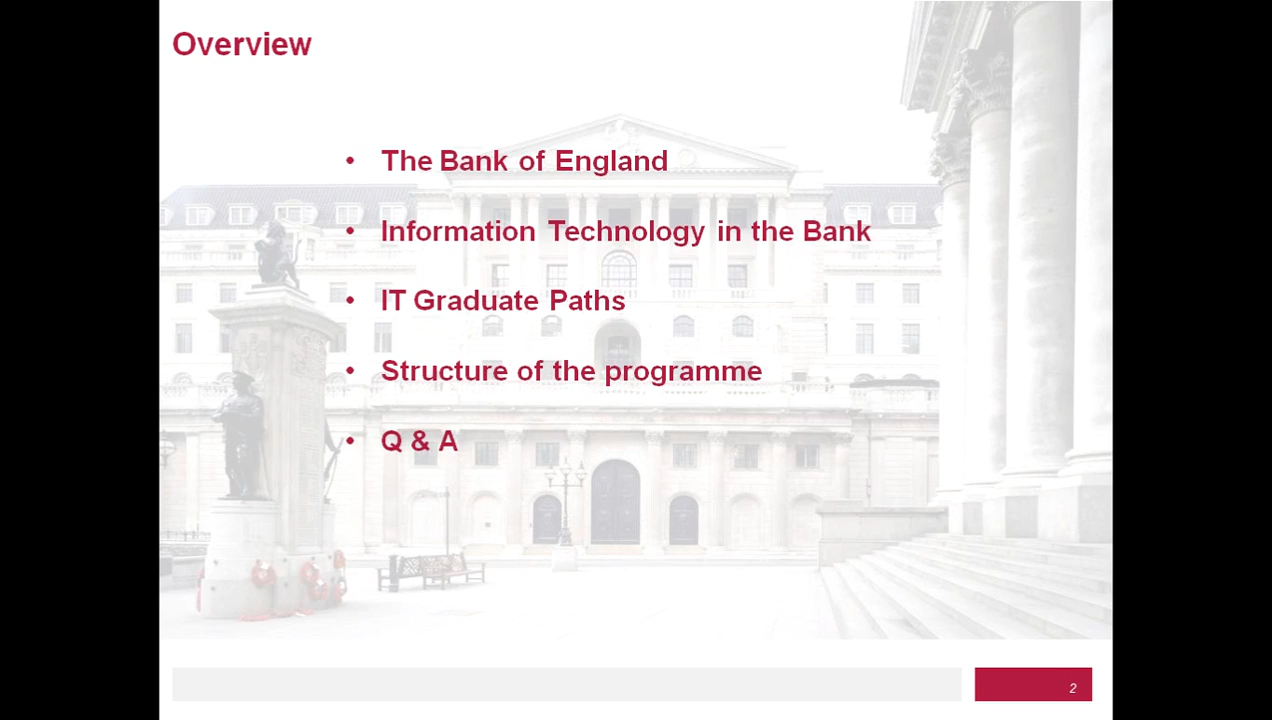 Overview
• The Bank of England
• Information Technology in the Bank
• IT Graduate Paths
• Structure of the programme
• Q & A
2